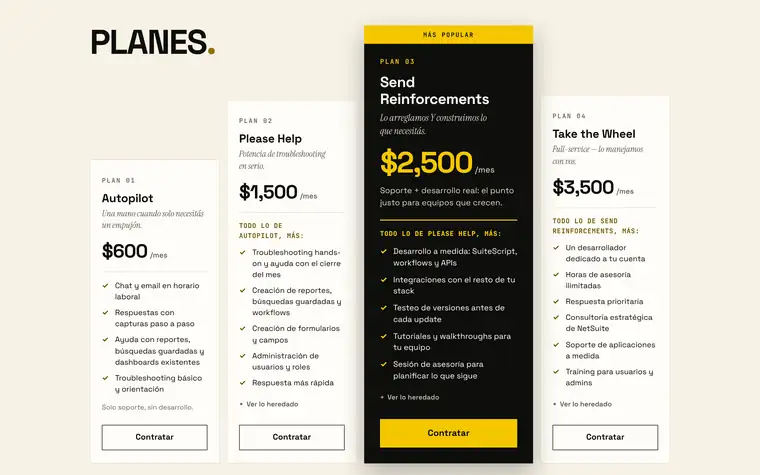 PLANES.
PLAN 01
Autopilot
Una mano cuando solo necesitás
un empujón.
$600 /mes
✓ Chat y email en horario
laboral
✓ Respuestas con
capturas paso a paso
✓ Ayuda con reportes,
búsquedas guardadas y
dashboards existentes
✓ Troubleshooting básico
y orientación
Solo soporte, sin desarrollo.
Contratar
PLAN 02
Please Help
Potencia de troubleshooting
en serio.
$1,500 /mes
TODO LO DE
AUTOPILOT, MÁS:
✓ Troubleshooting hands-
on y ayuda con el cierre
del mes
✓ Creación de reportes,
búsquedas guardadas y
workflows
✓ Creación de formularios
y campos
✓ Administración de
usuarios y roles
✓ Respuesta más rápida
+ Ver lo heredado
Contratar
MÁS POPULAR
PLAN 03
Send
Reinforcements
Lo arreglamos Y construimos lo
que necesitás.
$2,500 /mes
Soporte + desarrollo real: el punto
justo para equipos que crecen.
TODO LO DE PLEASE HELP, MÁS:
✓ Desarrollo a medida: SuiteScript,
workflows y APIs
✓ Integraciones con el resto de tu
stack
✓ Testeo de versiones antes de
cada update
✓ Tutoriales y walkthroughs para
tu equipo
✓ Sesión de asesoría para
planificar lo que sigue
+ Ver lo heredado
Contratar
PLAN 04
Take the Wheel
Full-service — lo manejamos
con vos.
$3,500 /mes
TODO LO DE SEND
REINFORCEMENTS, MÁS:
✓ Un desarrollador
dedicado a tu cuenta
✓ Horas de asesoría
ilimitadas
✓ Respuesta prioritaria
✓ Consultoría estratégica
de NetSuite
✓ Soporte de aplicaciones
a medida
✓ Training para usuarios y
admins
+ Ver lo heredado
Contratar